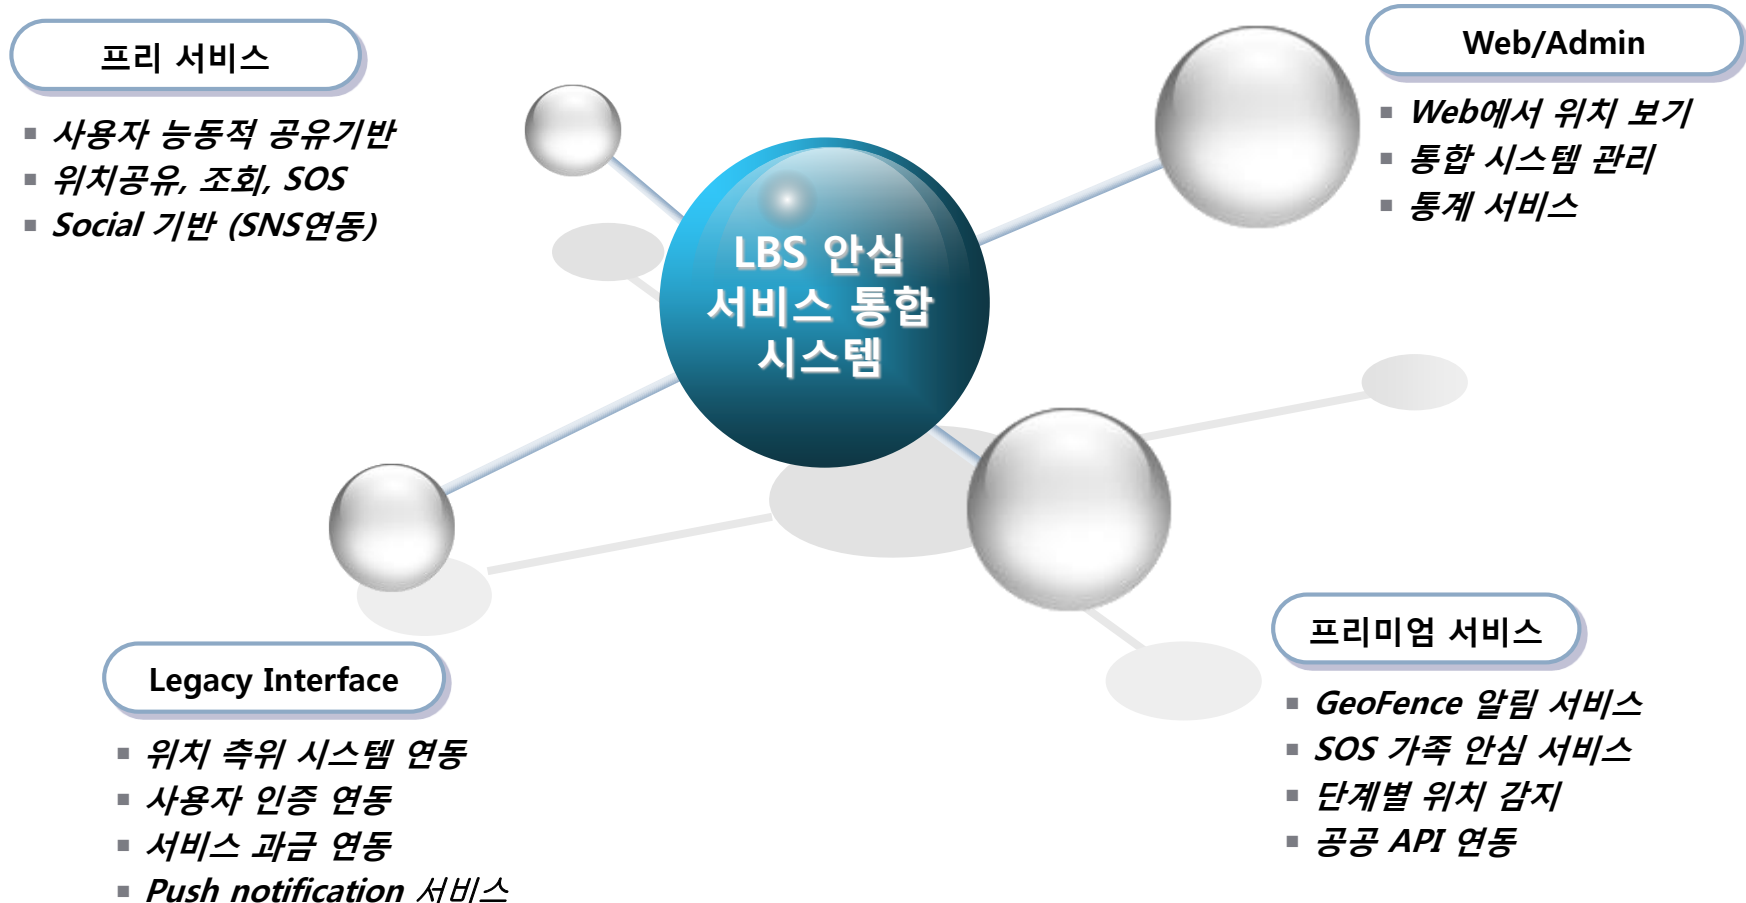 프리 서비스
사용자 능동적 공유기반
위치공유, 조회, SOS
Social 기반 (SNS연동)
Web/Admin
Web에서 위치 보기
통합 시스템 관리
통계 서비스
LBS 안심
서비스 통합
시스템
Legacy Interface
위치 측위 시스템 연동
사용자 인증 연동
서비스 과금 연동
Push notification 서비스
프리미엄 서비스
GeoFence 알림 서비스
SOS 가족 안심 서비스
단계별 위치 감지
공공 API 연동